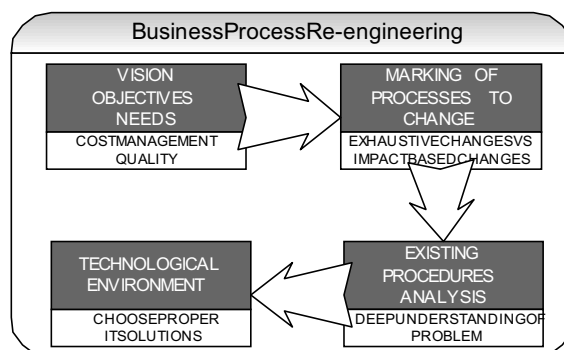 BusinessProcessRe-engineering
VISION
OBJECTIVES
NEEDS
COSTMANAGEMENT
QUALITY
MARKING OF
PROCESSES TO
CHANGE
EXHAUSTIVECHANGESVS
IMPACTBASEDCHANGES
TECHNOLOGICAL
ENVIRONMENT
CHOOSEPROPER
ITSOLUTIONS
EXISTING
PROCEDURES
ANALYSIS
DEEPUNDERSTANDINGOF
PROBLEM